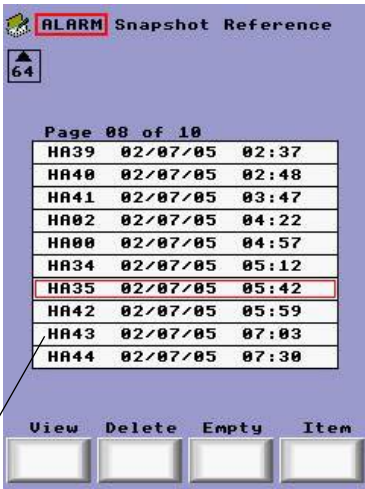 ALARM Snapshot Reference
64
Page 08 of 10
HA39 02/07/05 02:37
HA40 02/07/05 02:48
HA41 02/07/05 03:47
HA02 02/07/05 04:22
HA00 02/07/05 04:57
HA34 02/07/05 05:12
HA35 02/07/05 05:42
HA42 02/07/05 05:59
HA43 02/07/05 07:03
HA44 02/07/05 07:30
View Delete Empty Item